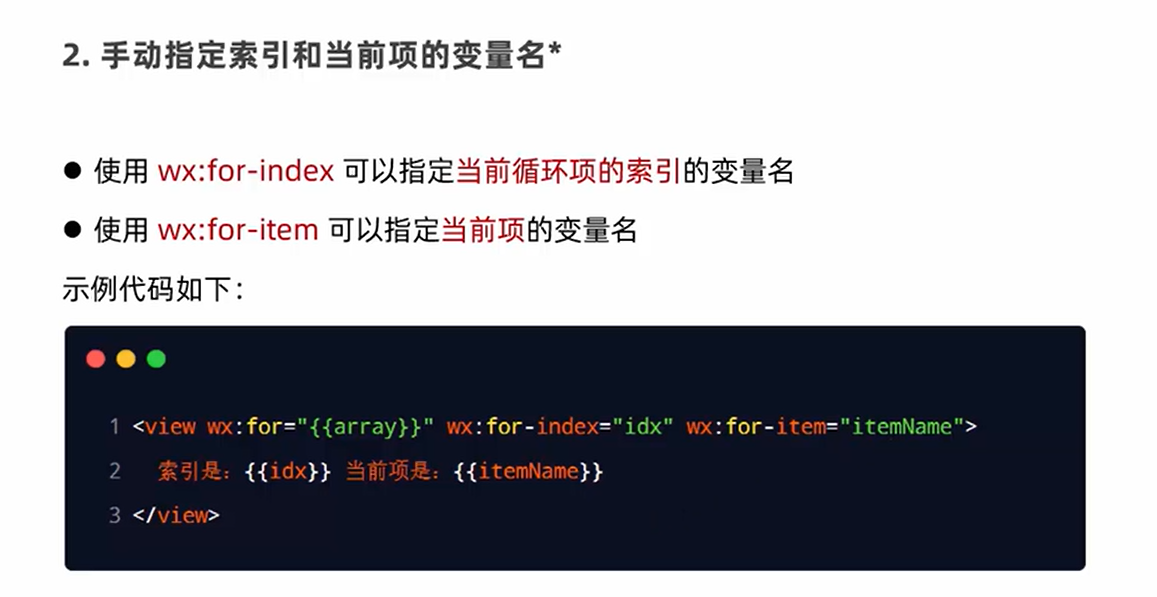 2. 手动指定索引和当前项的变量名*
● 使用 wx:for-index 可以指定当前循环项的索引的变量名
● 使用 wx:for-item 可以指定当前项的变量名
示例代码如下：
1 <view wx:for="{{array}}" wx:for-index="idx" wx:for-item="itemName">
2   索引是：{{idx}} 当前项是：{{itemName}}
3 </view>